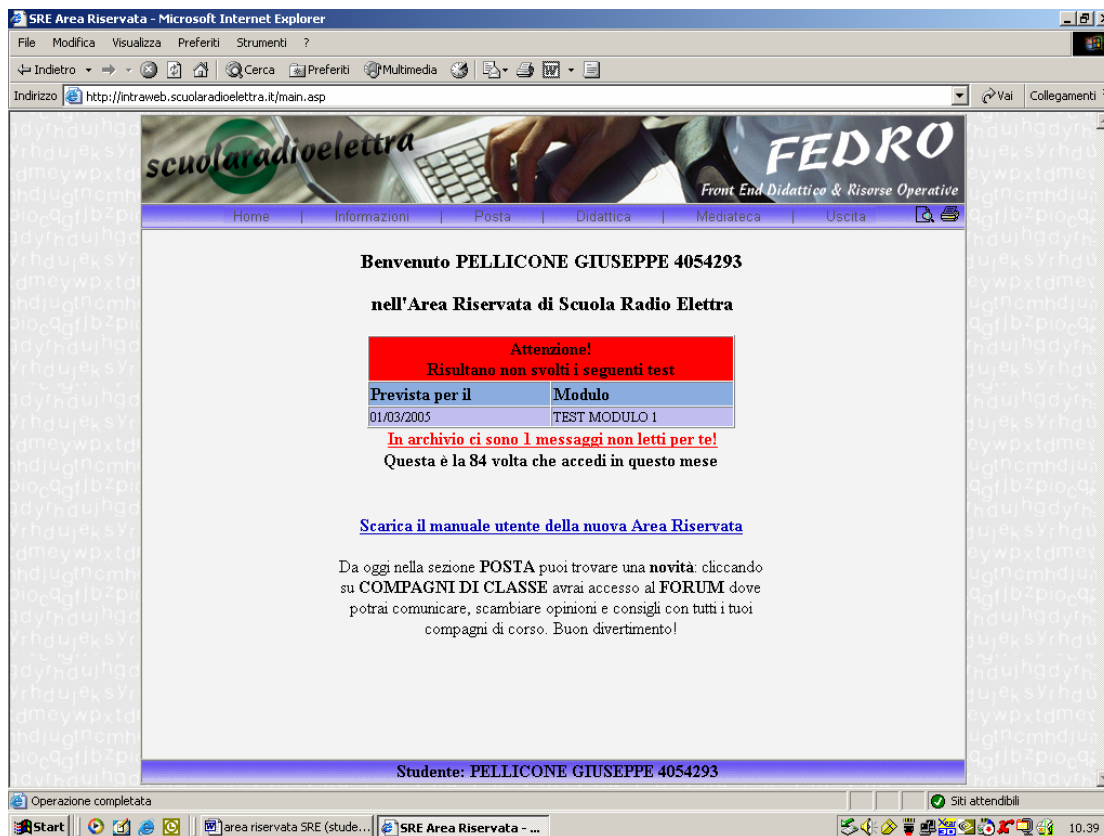 SRE Area Riservata - Microsoft Internet Explorer
File Modifica Visualizza Preferiti Strumenti ?
Indietro Cerca Preferiti Multimedia
Indirizzo http://intraweb.scuolaradioelettra.it/main.asp Vai Collegamenti
scuolaradioelettra
FEDRO
Front End Didattico & Risorse Operative
Home | Informazioni | Posta | Didattica | Mediateca | Uscita
Benvenuto PELLICONE GIUSEPPE 4054293
nell'Area Riservata di Scuola Radio Elettra
Attenzione!
Risultano non svolti i seguenti test
Prevista per il Modulo
01/03/2005 TEST MODULO 1
In archivio ci sono 1 messaggi non letti per te!
Questa è la 84 volta che accedi in questo mese
Scarica il manuale utente della nuova Area Riservata
Da oggi nella sezione POSTA puoi trovare una novità: cliccando
su COMPAGNI DI CLASSE avrai accesso al FORUM dove
potrai comunicare, scambiare opinioni e consigli con tutti i tuoi
compagni di corso. Buon divertimento!
Studente: PELLICONE GIUSEPPE 4054293
Operazione completata Siti attendibili
Start area riservata SRE (stude... SRE Area Riservata - ... 10.39